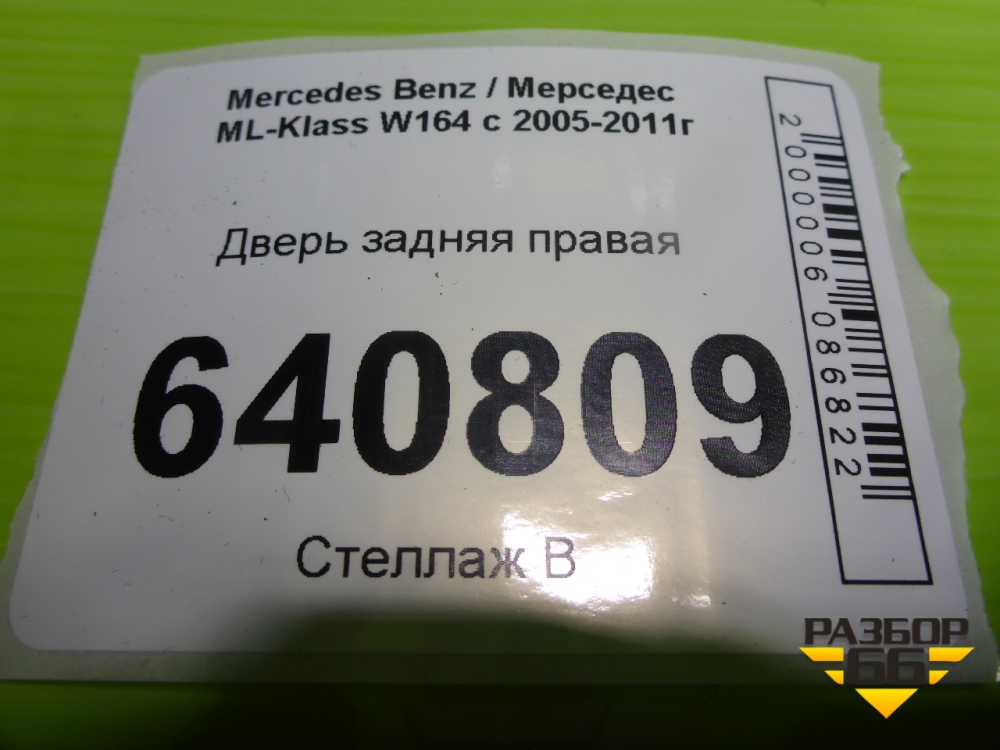 Mercedes Benz / Мерседес
ML-Klass W164 с 2005-2011г
Дверь задняя правая
640809
Стеллаж В
2000006086822
РАЗБОР
66